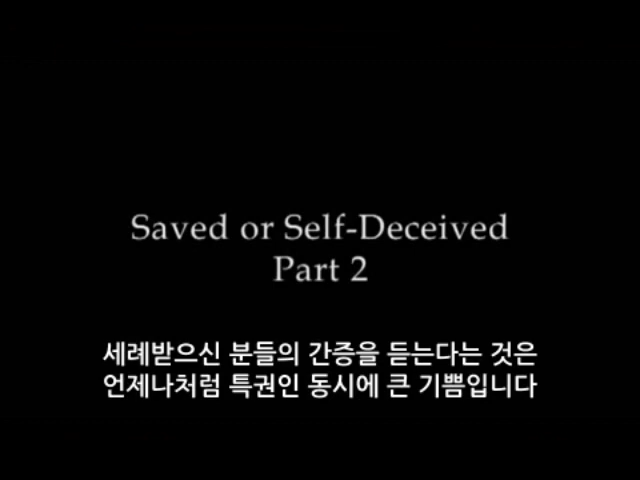 Saved or Self-Deceived
Part 2
세례받으신 분들의 간증을 듣는다는 것은
언제나처럼 특권인 동시에 큰 기쁨입니다